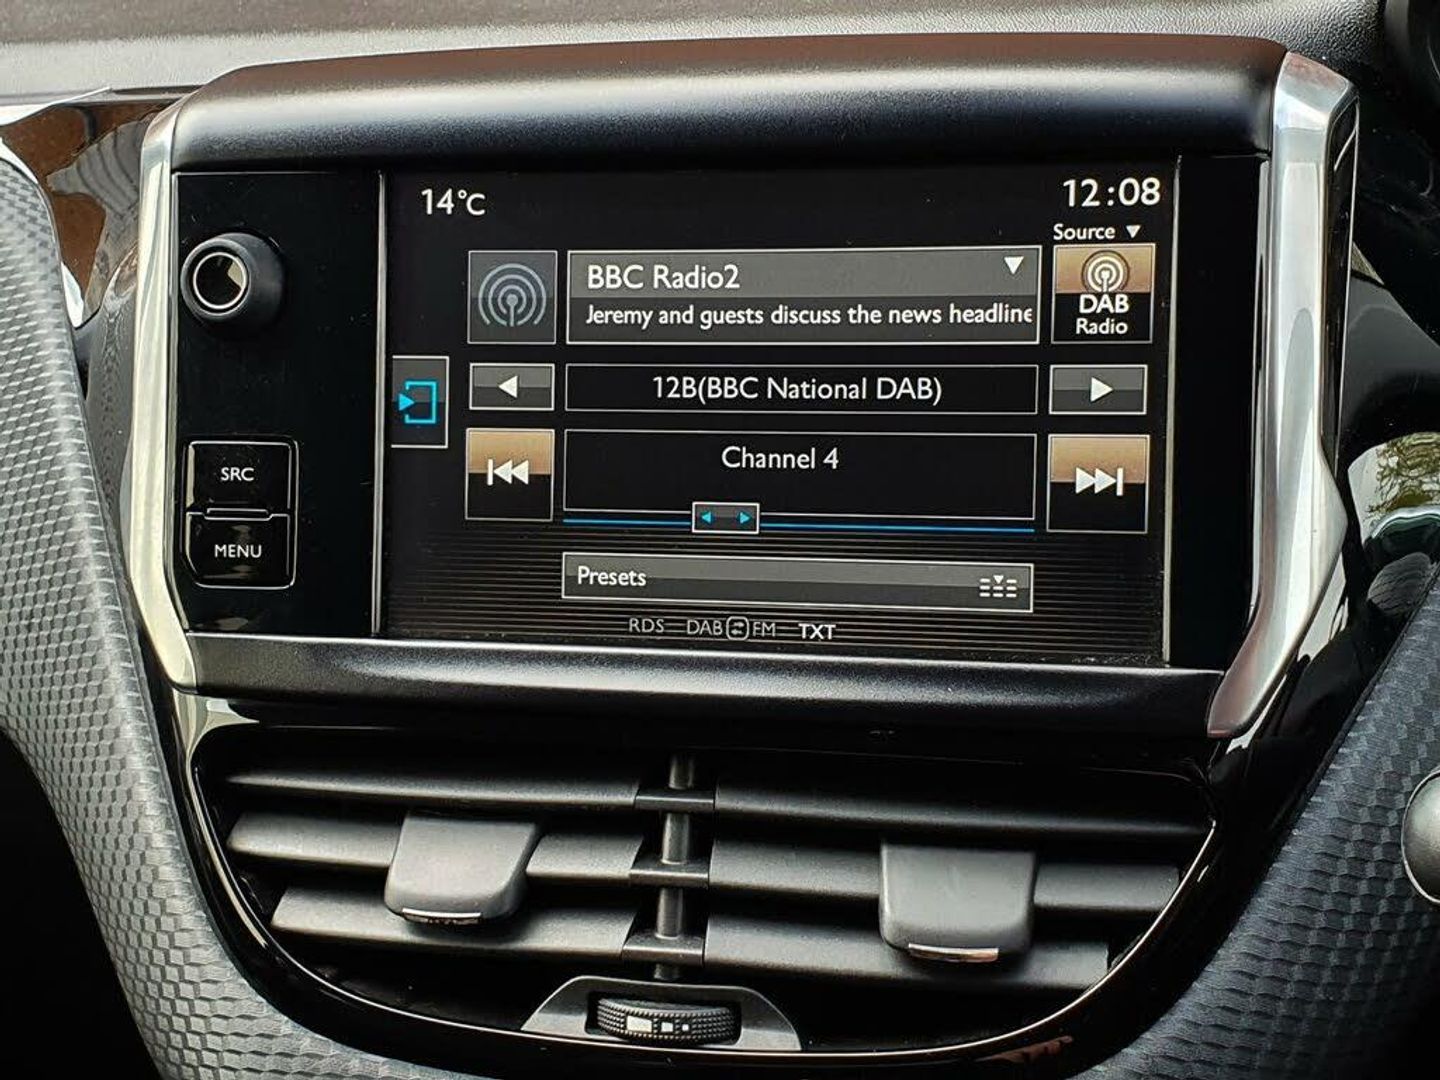 14°C
12:08
Source
BBC Radio2
Jeremy and guests discuss the news headline
DAB
Radio
12B(BBC National DAB)
SRC
Channel 4
MENU
Presets
RDS DAB FM TXT